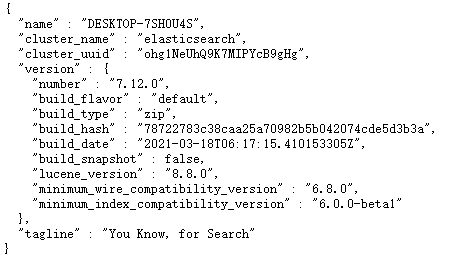 {
  "name" : "DESKTOP-7SH0U4S",
  "cluster_name" : "elasticsearch",
  "cluster_uuid" : "ohg1NeUhQ9K7MIPYcB9gHg",
  "version" : {
    "number" : "7.12.0",
    "build_flavor" : "default",
    "build_type" : "zip",
    "build_hash" : "78722783c38caa25a70982b5b042074cde5d3b3a",
    "build_date" : "2021-03-18T06:17:15.410153305Z",
    "build_snapshot" : false,
    "lucene_version" : "8.8.0",
    "minimum_wire_compatibility_version" : "6.8.0",
    "minimum_index_compatibility_version" : "6.0.0-beta1"
  },
  "tagline" : "You Know, for Search"
}